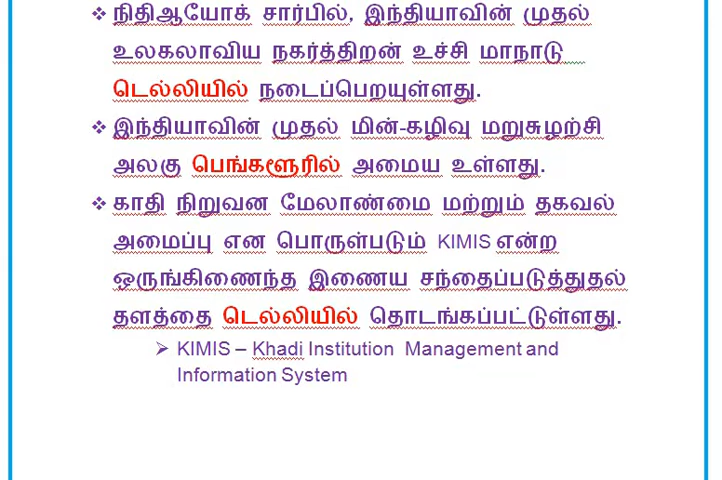 ❖ நிதிஆயோக் சார்பில், இந்தியாவின் முதல்
உலகலாவிய நகர்த்திறன் உச்சி மாநாடு
டெல்லியில் நடைப்பெறயுள்ளது.
❖ இந்தியாவின் முதல் மின்-கழிவு மறுசுழற்சி
அலகு பெங்களூரில் அமைய உள்ளது.
❖ காதி நிறுவன மேலாண்மை மற்றும் தகவல்
அமைப்பு என பொருள்படும் KIMIS என்ற
ஒருங்கிணைந்த இணைய சந்தைப்படுத்துதல்
தளத்தை டெல்லியில் தொடங்கப்பட்டுள்ளது.
➢ KIMIS – Khadi Institution Management and
Information System